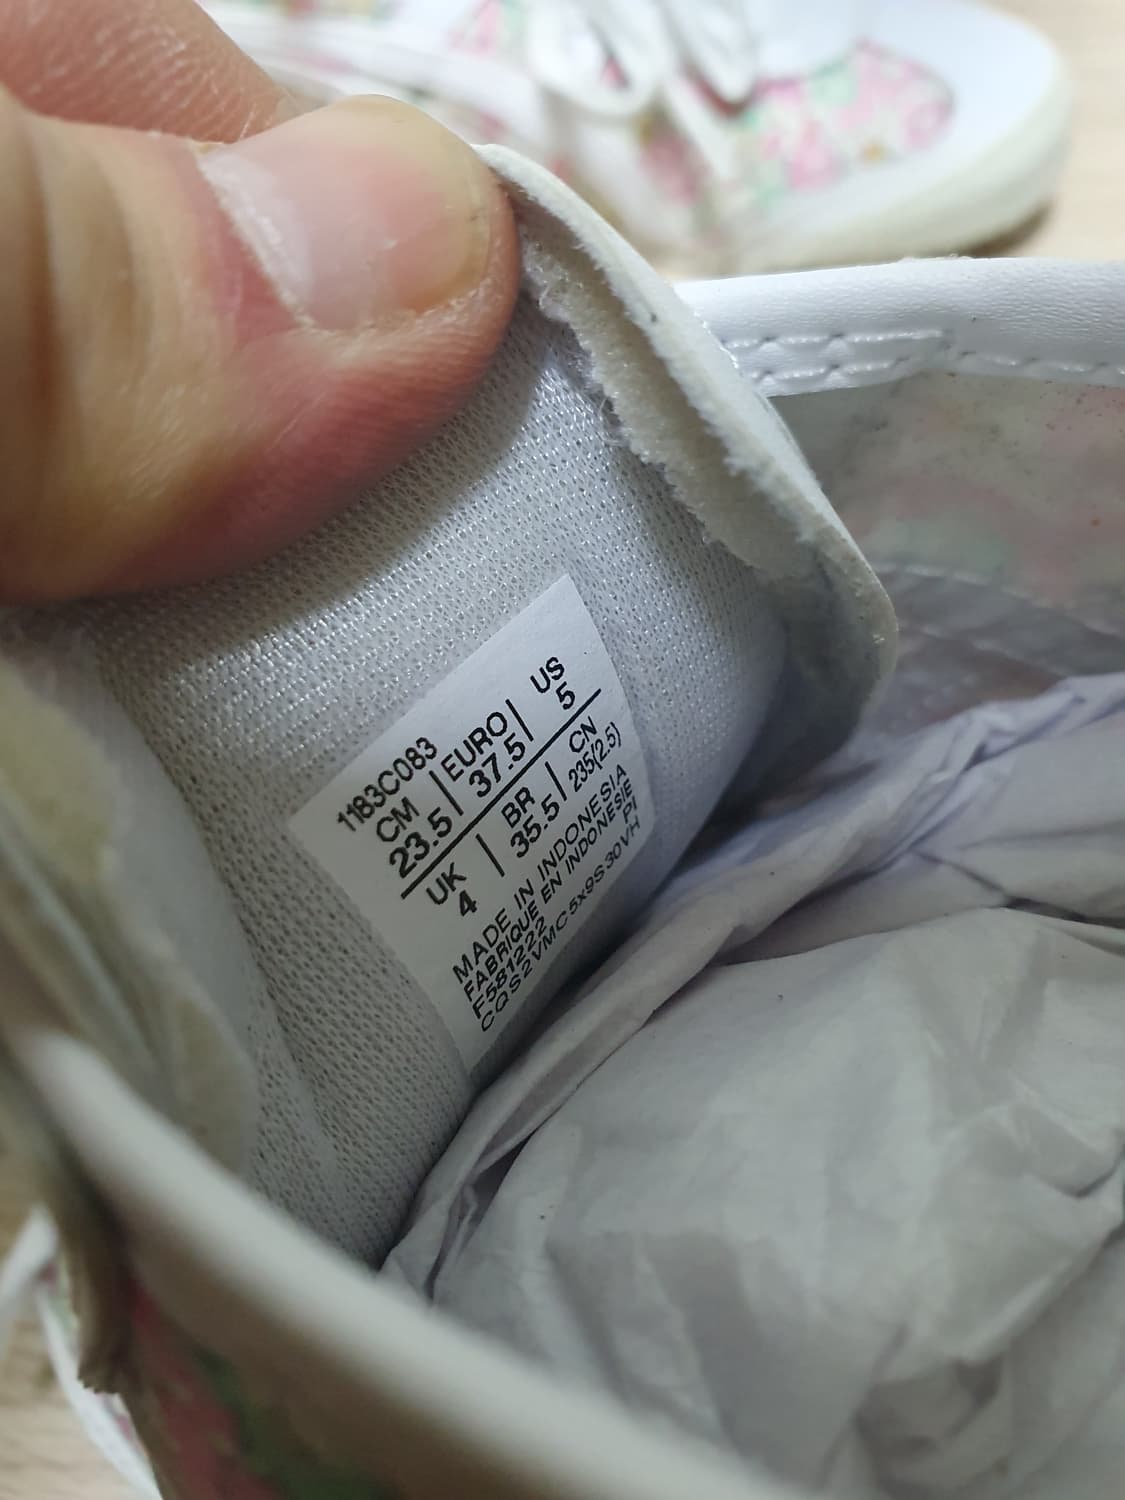 1183C083
CM | EURO | US
23.5 | 37.5 | 5
UK | BR | CN
4 | 35.5 | 235(2.5)
MADE IN INDONESIA
FABRIQUE EN INDONESIE
F581222 PI
CQS2VMC5x9S30VH